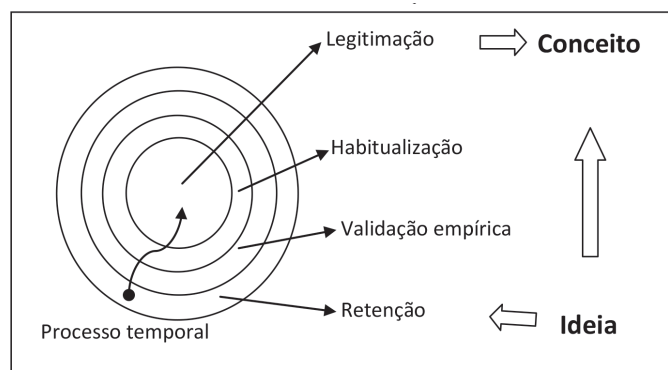 Legitimação
Conceito
Habitualização
Validação empírica
Retenção
Ideia
Processo temporal